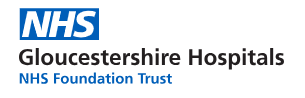 NHS
Gloucestershire Hospitals
NHS Foundation Trust